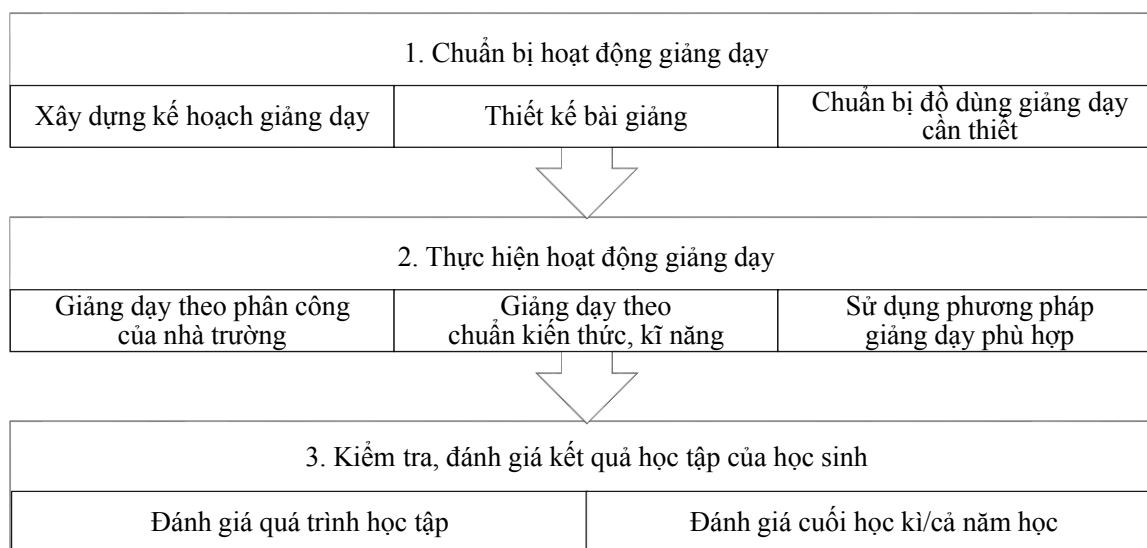 1. Chuẩn bị hoạt động giảng dạy
Xây dựng kế hoạch giảng dạy
Thiết kế bài giảng
Chuẩn bị đồ dùng giảng dạy
cần thiết
2. Thực hiện hoạt động giảng dạy
Giảng dạy theo phân công
của nhà trường
Giảng dạy theo
chuẩn kiến thức, kĩ năng
Sử dụng phương pháp
giảng dạy phù hợp
3. Kiểm tra, đánh giá kết quả học tập của học sinh
Đánh giá quá trình học tập
Đánh giá cuối học kì/cả năm học